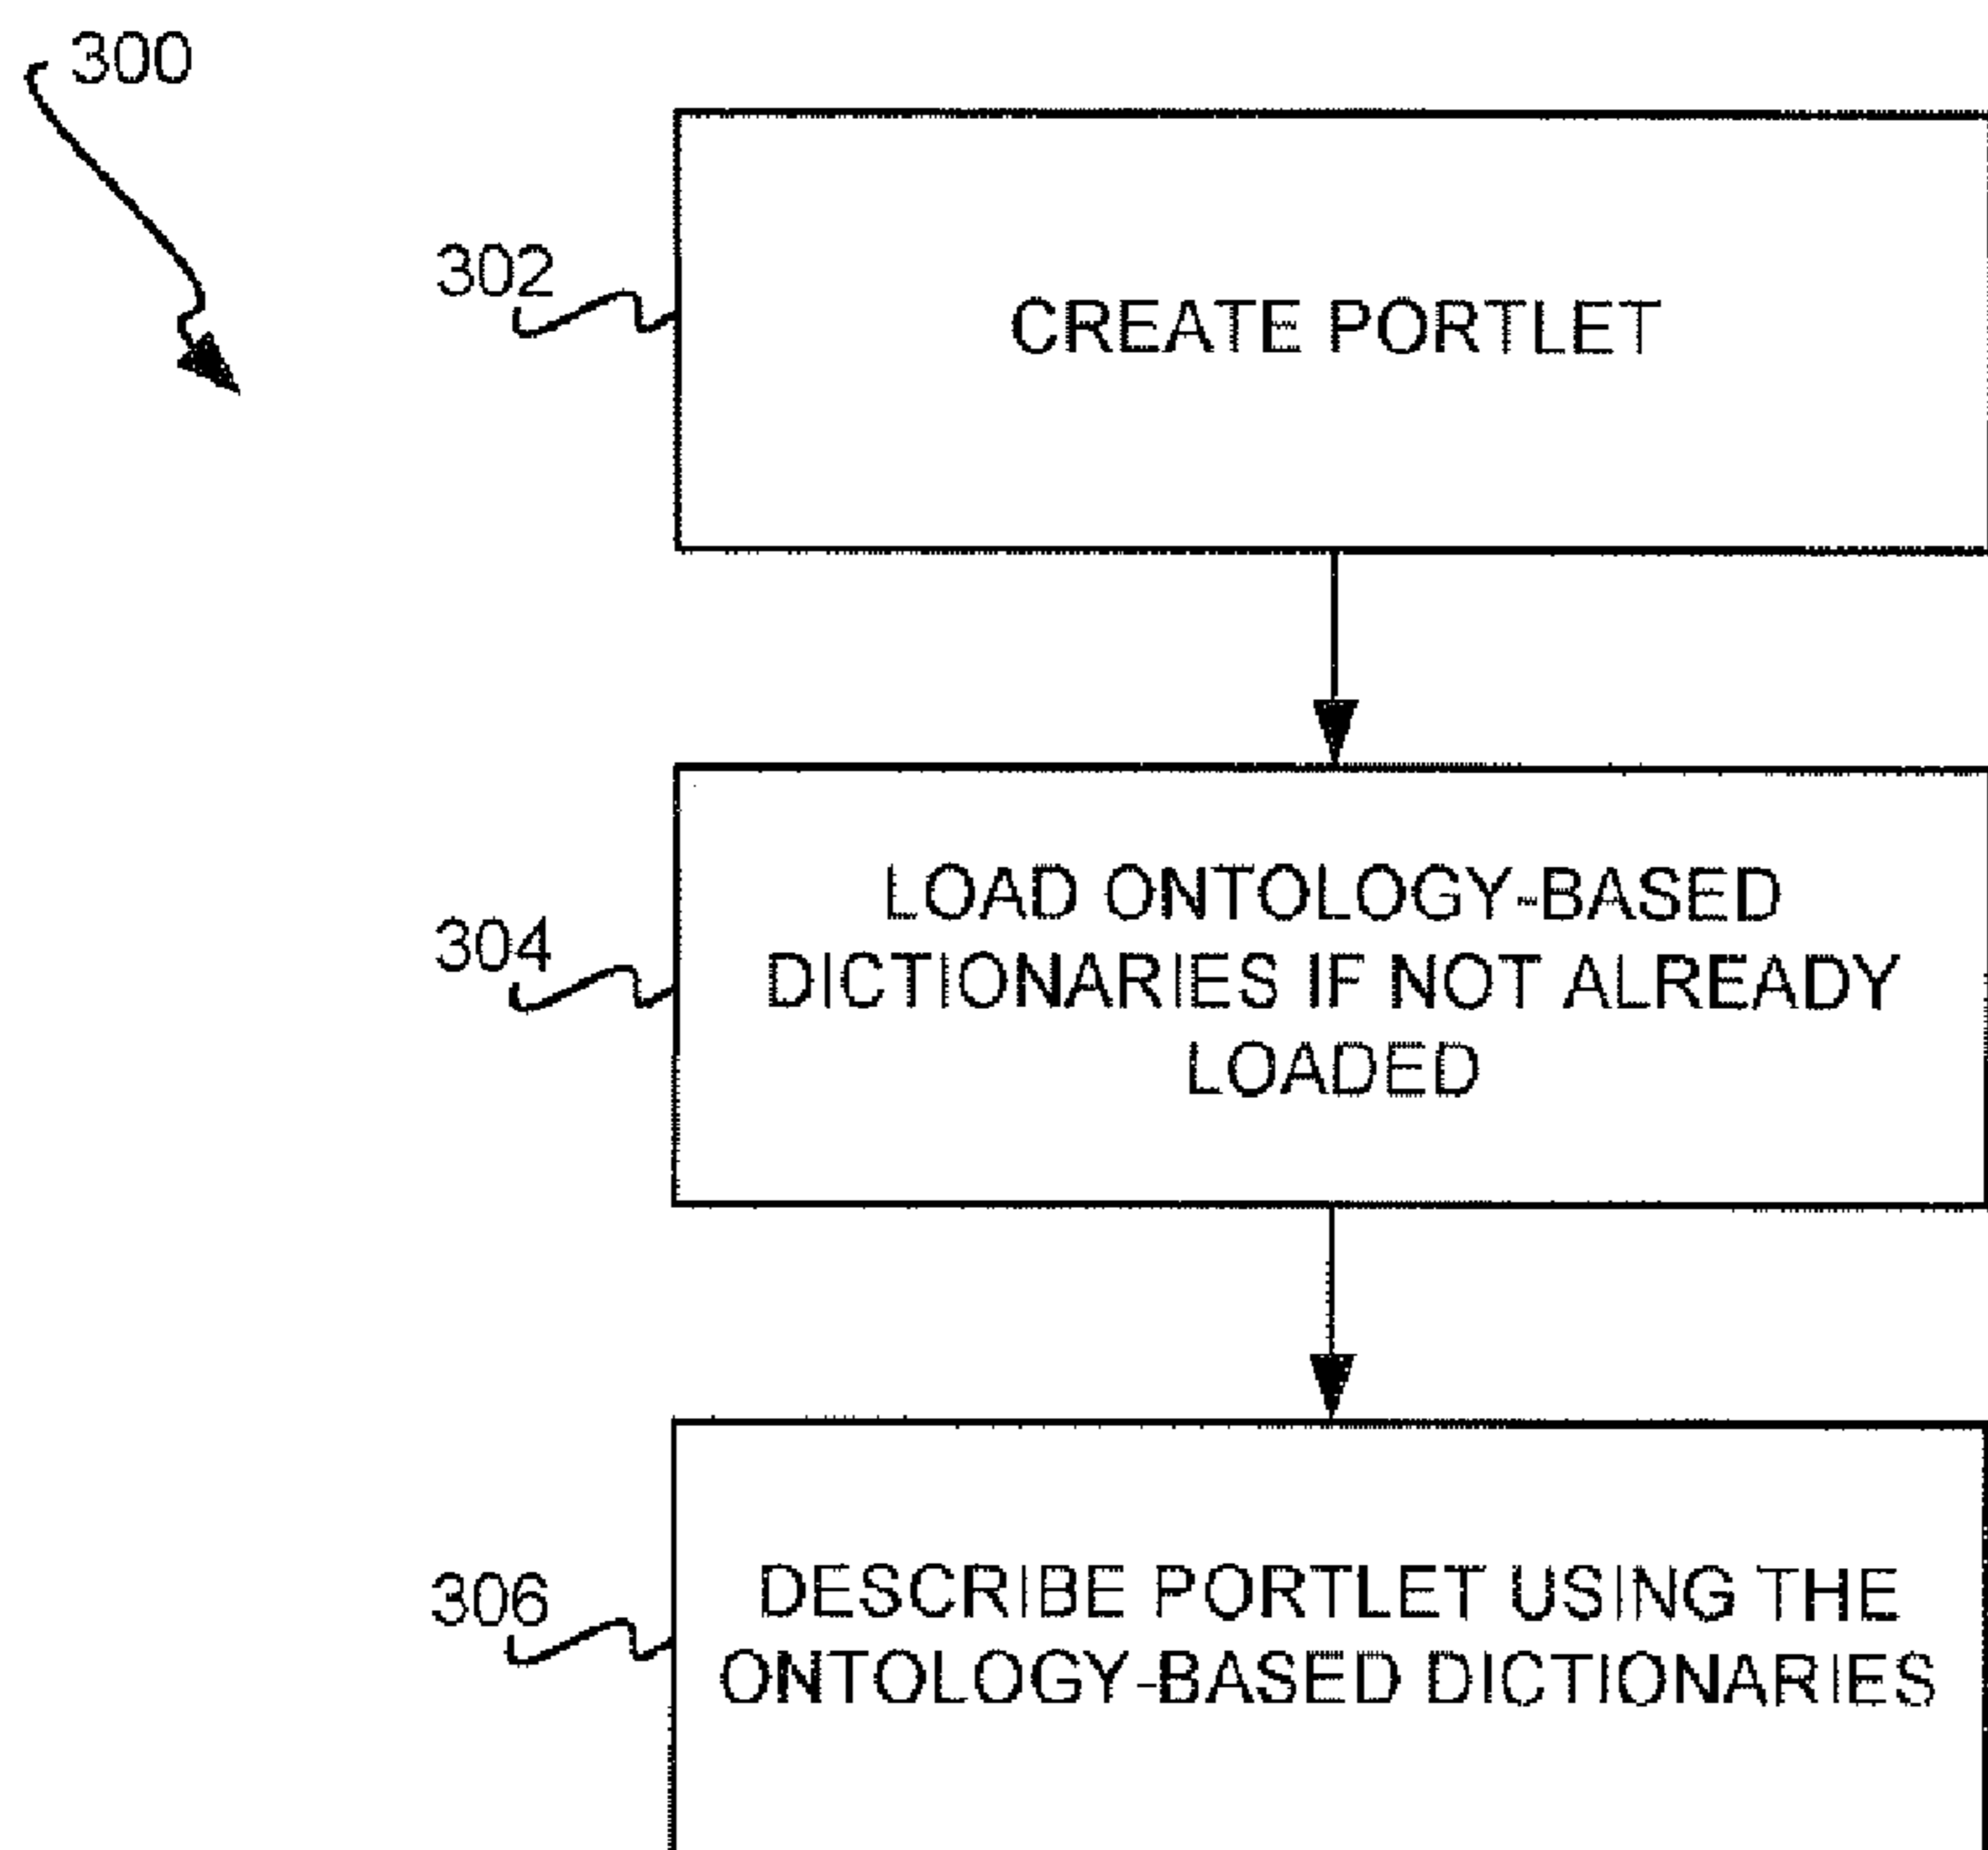 300
302
CREATE PORTLET
304
LOAD ONTOLOGY-BASED
DICTIONARIES IF NOT ALREADY
LOADED
306
DESCRIBE PORTLET USING THE
ONTOLOGY-BASED DICTIONARIES